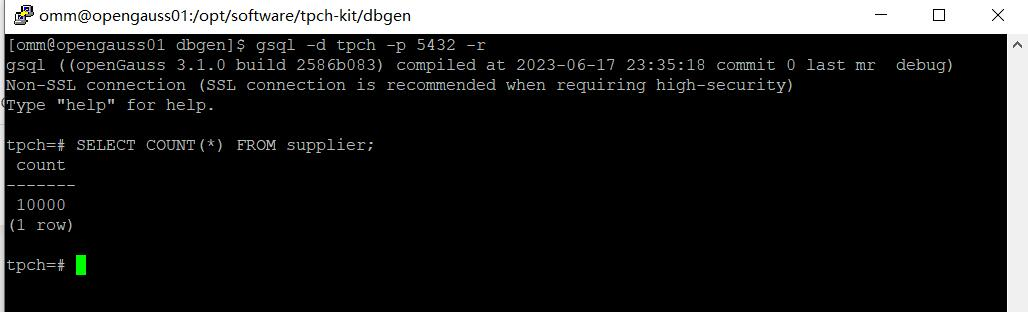 omm@opengauss01:/opt/software/tpch-kit/dbgen
[omm@opengauss01 dbgen]$ gsql -d tpch -p 5432 -r
gsql ((openGauss 3.1.0 build 2586b083) compiled at 2023-06-17 23:35:18 commit 0 last mr  debug)
Non-SSL connection (SSL connection is recommended when requiring high-security)
Type "help" for help.
tpch=# SELECT COUNT(*) FROM supplier;
 count
-------
 10000
(1 row)
tpch=#